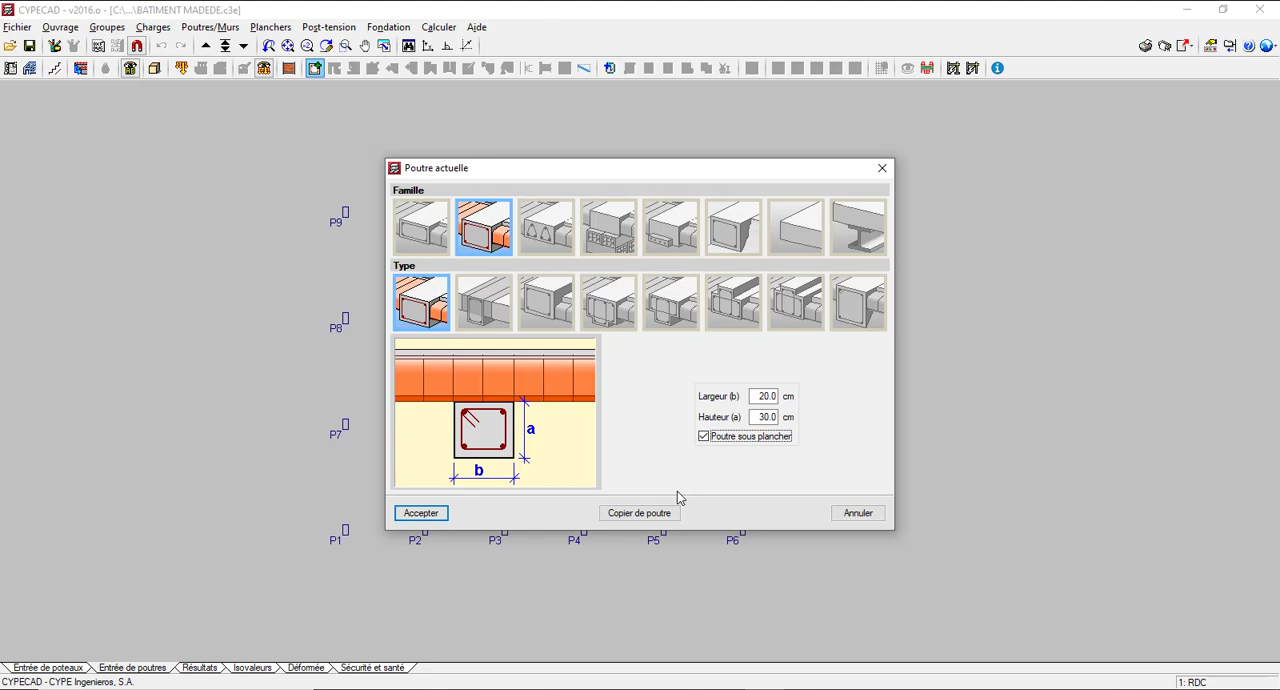 CYPECAD - v2016.o - [C:\...\BATIMENT MADEDE.c3e]
Fichier Ouvrage Groupes Charges Poutres/Murs Planchers Post-tension Fondation Calculer Aide
Poutre actuelle
Famille
P9
Type
P8
Largeur (b) 20.0 cm
Hauteur (a) 30.0 cm
P7
a
Poutre sous plancher
b
Accepter Copier de poutre Annuler
P1 P2 P3 P4 P5 P6
Entrée de poteaux Entrée de poutres Résultats Isovaleurs Déformée Sécurité et santé
CYPECAD - CYPE Ingenieros, S.A. 1: RDC